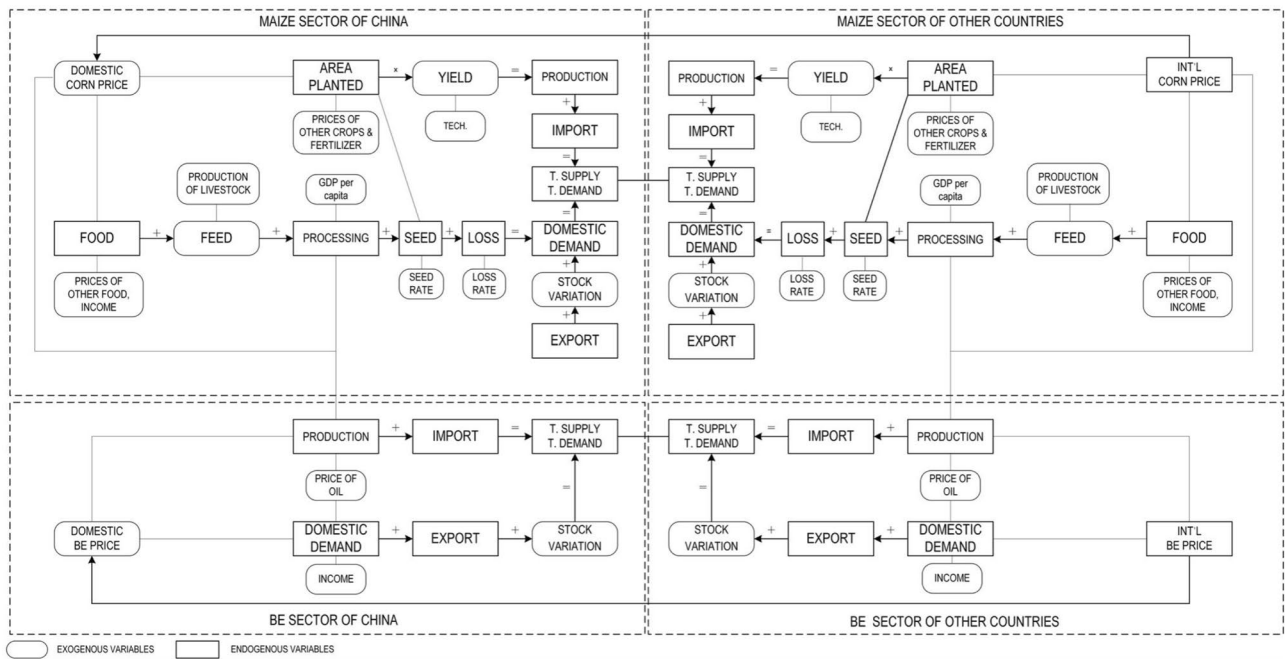 MAIZE SECTOR OF CHINA
DOMESTIC
CORN PRICE
AREA
PLANTED
×
YIELD
=
PRODUCTION
PRICES OF
OTHER CROPS &
FERTILIZER
TECH.
+
IMPORT
=
T. SUPPLY
T. DEMAND
=
PRODUCTION
OF LIVESTOCK
GDP per
capita
FOOD
+
FEED
+
PROCESSING
+
SEED
+
LOSS
=
DOMESTIC
DEMAND
PRICES OF
OTHER FOOD,
INCOME
SEED
RATE
LOSS
RATE
+
STOCK
VARIATION
+
EXPORT
MAIZE SECTOR OF OTHER COUNTRIES
PRODUCTION
=
YIELD
×
AREA
PLANTED
INT'L
CORN PRICE
+
IMPORT
TECH.
PRICES OF
OTHER CROPS &
FERTILIZER
=
T. SUPPLY
T. DEMAND
=
GDP per
capita
PRODUCTION
OF LIVESTOCK
DOMESTIC
DEMAND
=
LOSS
+
SEED
+
PROCESSING
+
FEED
+
FOOD
+
STOCK
VARIATION
LOSS
RATE
SEED
RATE
PRICES OF
OTHER FOOD,
INCOME
+
EXPORT
PRODUCTION
+
IMPORT
=
T. SUPPLY
T. DEMAND
PRICE OF
OIL
=
DOMESTIC
BE PRICE
DOMESTIC
DEMAND
+
EXPORT
+
STOCK
VARIATION
INCOME
BE SECTOR OF CHINA
T. SUPPLY
T. DEMAND
=
IMPORT
+
PRODUCTION
=
PRICE OF
OIL
STOCK
VARIATION
+
EXPORT
+
DOMESTIC
DEMAND
INT'L
BE PRICE
INCOME
BE SECTOR OF OTHER COUNTRIES
EXOGENOUS VARIABLES
ENDOGENOUS VARIABLES